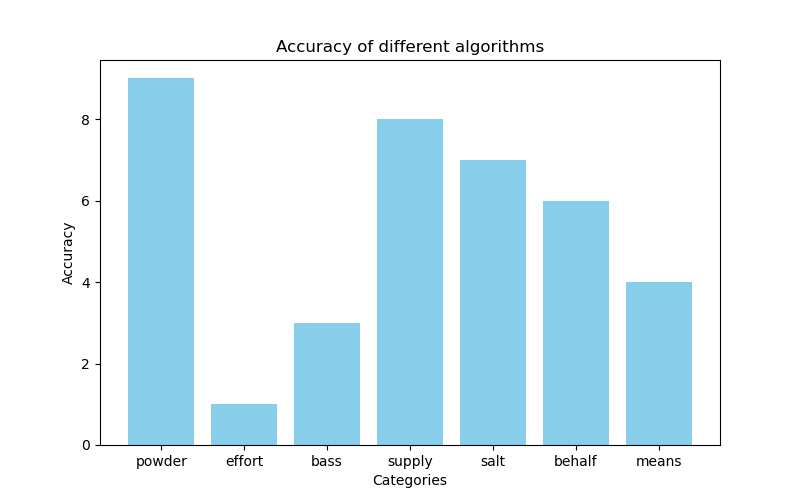 Accuracy of different algorithms
Accuracy
8
6
4
2
0
powder effort bass supply salt behalf means
Categories